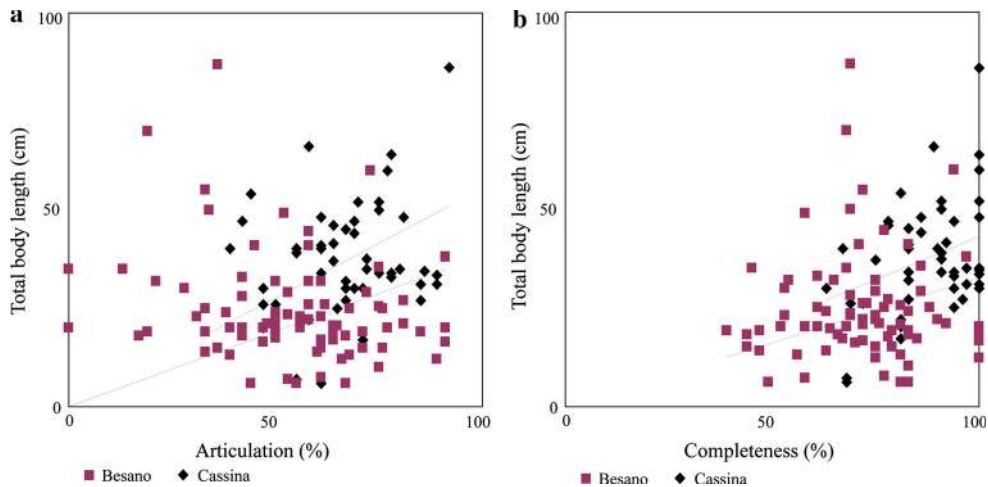 a
100
50
0
0
50
100
Total body length (cm)
Articulation (%)
Besano Cassina
b
100
50
0
0
50
100
Total body length (cm)
Completeness (%)
Besano Cassina